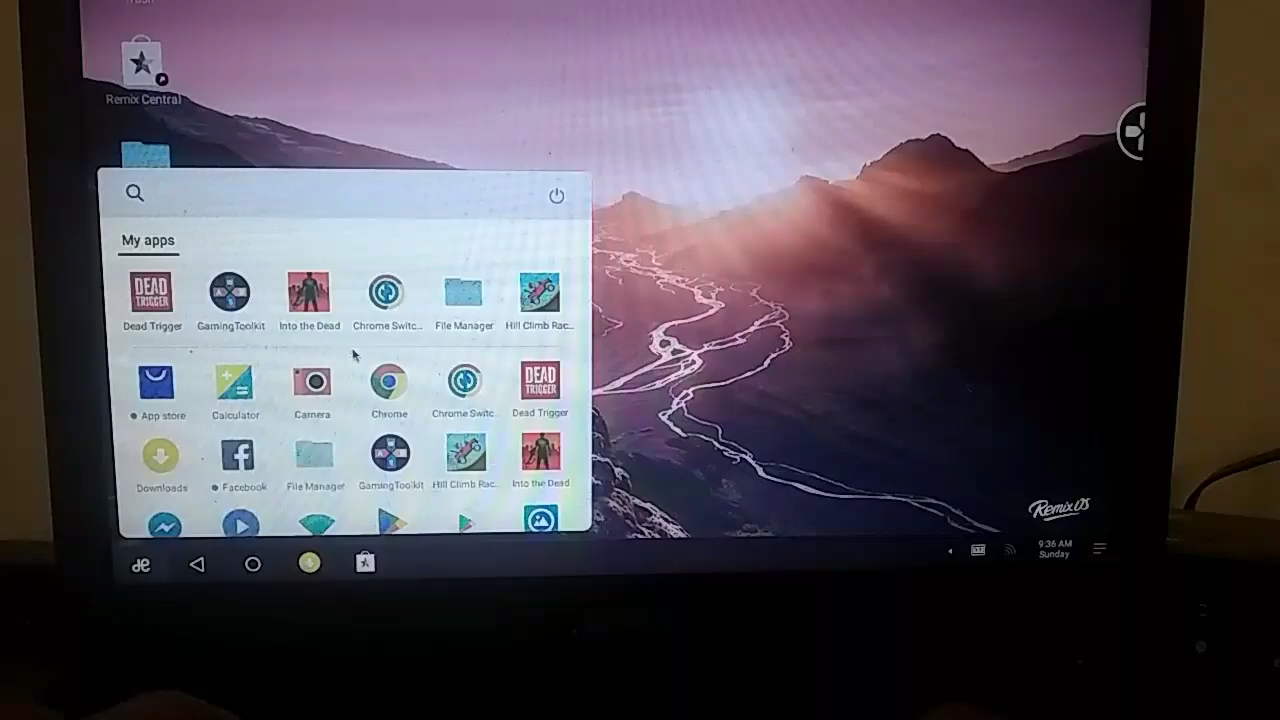 Remix Central
My apps
DEAD TRIGGER
Dead Trigger
GamingToolkit
Into the Dead
Chrome Switc...
File Manager
Hill Climb Rac...
App store
Calculator
Camera
Chrome
Chrome Switc
DEAD TRIGGER
Dead Trigger
Downloads
Facebook
File Manager
GamingToolkit
Hill Climb Rac...
Into the Dead
Remix OS
9:36 AM
Sunday